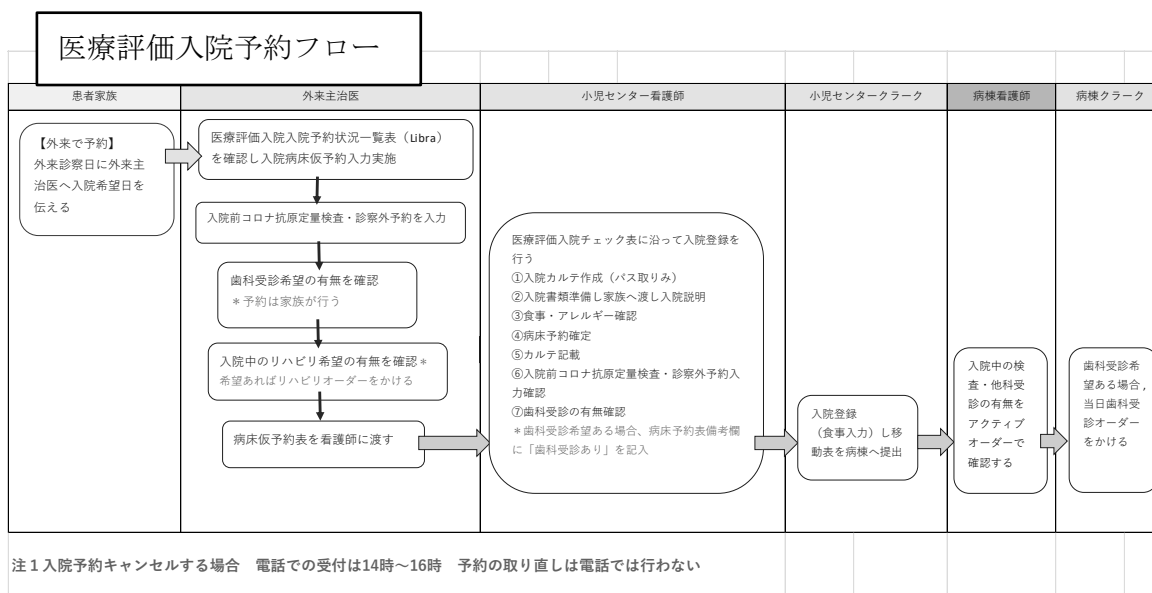 医療評価入院予約フロー
患者家族
外来主治医
小児センター看護師
小児センタークラーク
病棟看護師
病棟クラーク
【外来で予約】
外来診察日に外来主
治医へ入院希望日を
伝える
医療評価入院入院予約状況一覧表（Libra）
を確認し入院病床仮予約入力実施
入院前コロナ抗原定量検査・診察外予約を入力
歯科受診希望の有無を確認
＊予約は家族が行う
入院中のリハビリ希望の有無を確認＊
希望あればリハビリオーダーをかける
病床仮予約表を看護師に渡す
医療評価入院チェック表に沿って入院登録を
行う
①入院カルテ作成（パス取りみ）
②入院書類準備し家族へ渡し入院説明
③食事・アレルギー確認
④病床予約確定
⑤カルテ記載
⑥入院前コロナ抗原定量検査・診察外予約入
力確認
⑦歯科受診の有無確認
＊歯科受診希望ある場合、病床予約表備考欄
に「歯科受診あり」を記入
入院登録
（食事入力）し移
動表を病棟へ提出
入院中の検
査・他科受
診の有無を
アクティブ
オーダーで
確認する
歯科受診希
望ある場合，
当日歯科受
診オーダー
をかける
注１入院予約キャンセルする場合　電話での受付は14時～16時　予約の取り直しは電話では行わない